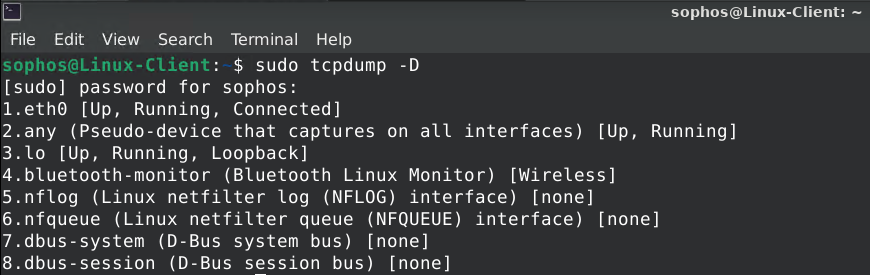 sophos@Linux-Client: ~
File Edit View Search Terminal Help
sophos@Linux-Client:~$ sudo tcpdump -D
[sudo] password for sophos:
1.eth0 [Up, Running, Connected]
2.any (Pseudo-device that captures on all interfaces) [Up, Running]
3.lo [Up, Running, Loopback]
4.bluetooth-monitor (Bluetooth Linux Monitor) [Wireless]
5.nflog (Linux netfilter log (NFLOG) interface) [none]
6.nfqueue (Linux netfilter queue (NFQUEUE) interface) [none]
7.dbus-system (D-Bus system bus) [none]
8.dbus-session (D-Bus session bus) [none]